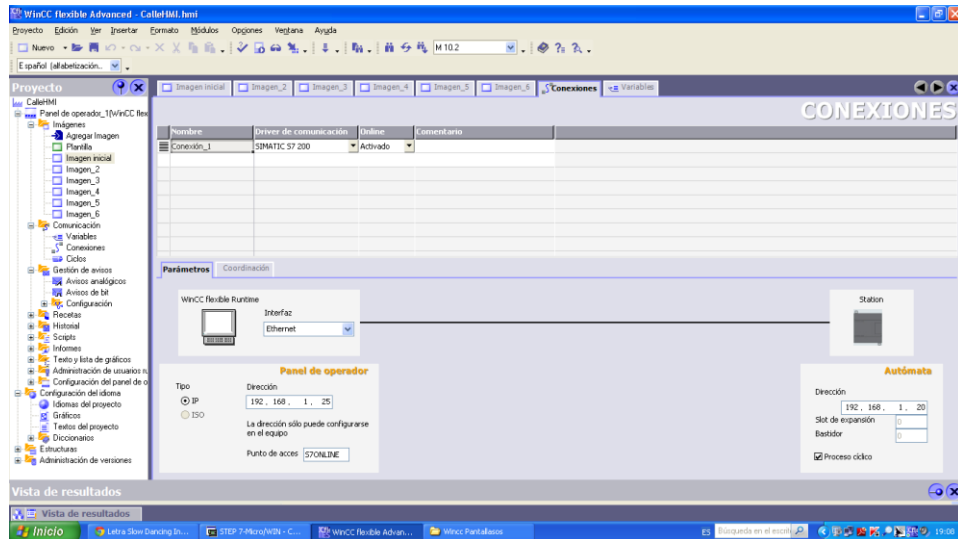 WinCC flexible Advanced - CalleHMI.hmi
Proyecto Edición Ver Insertar Formato Módulos Opciones Ventana Ayuda
Nuevo M 10.2
Español (alfabetización..
Proyecto
Imagen inicial Imagen_2 Imagen_3 Imagen_4 Imagen_5 Imagen_6 Conexiones Variables
CONEXIONES
CalleHMI
Panel de operador_1(WinCC flex
Imágenes
Agregar Imagen
Plantilla
Imagen inicial
Imagen_2
Imagen_3
Imagen_4
Imagen_5
Imagen_6
Comunicación
Variables
Conexiones
Ciclos
Gestión de avisos
Avisos analógicos
Avisos de bit
Configuración
Recetas
Historial
Scripts
Informes
Texto y lista de gráficos
Administración de usuarios ru
Configuración del panel de o
Configuración del idioma
Idiomas del proyecto
Gráficos
Textos del proyecto
Diccionarios
Estructuras
Administración de versiones
Nombre Driver de comunicación Online Comentario
Conexión_1 SIMATIC S7 200 Activado
Parámetros Coordinación
WinCC flexible Runtime
Interfaz
Ethernet
Station
Panel de operador
Tipo
IP
ISO
Dirección
192 . 168 . 1 . 25
La dirección sólo puede configurarse
en el equipo
Punto de acces S7ONLINE
Autómata
Dirección
192 . 168 . 1 . 20
Slot de expansión 0
Bastidor 0
Proceso cíclico
Vista de resultados
Vista de resultados
Inicio Letra Slow Dancing In... STEP 7-Micro/WIN - C... WinCC flexible Advan... Wincc Pantallasos ES Búsqueda en el escrit 19:08